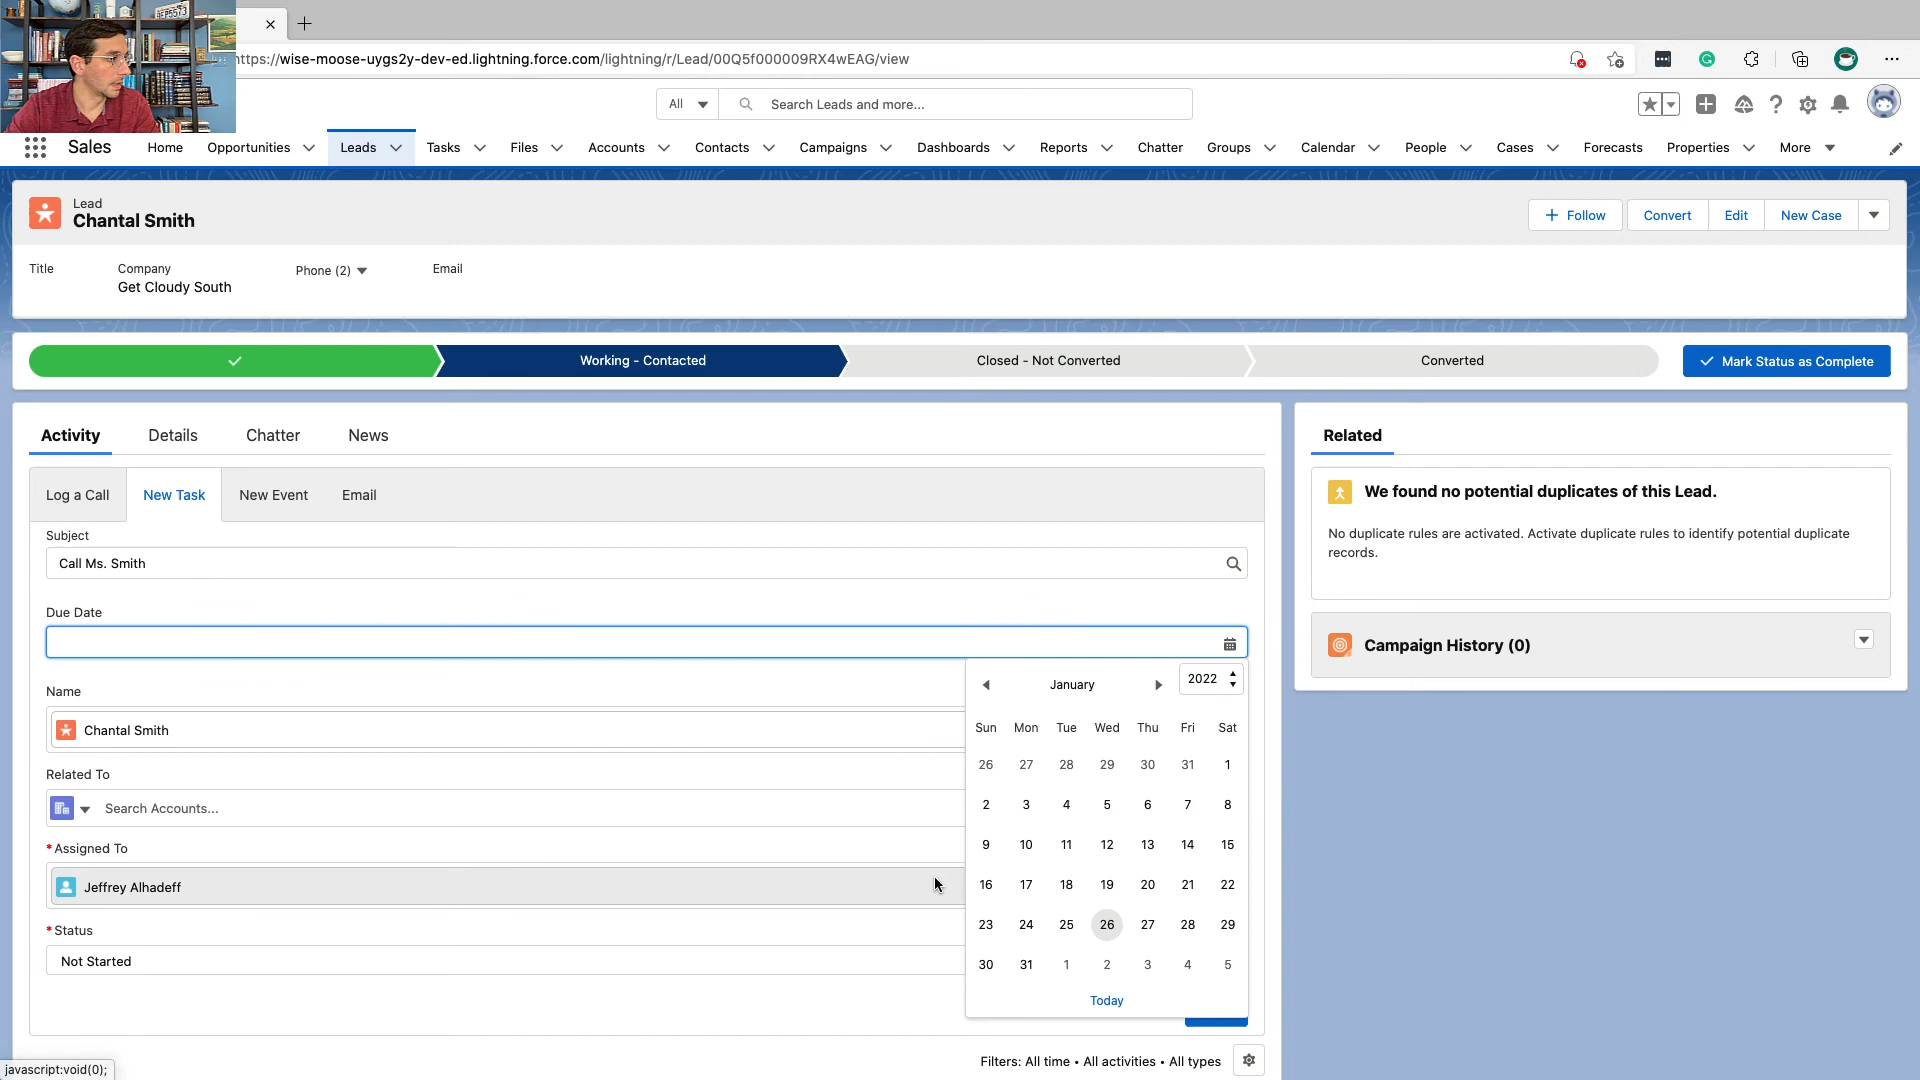 https://wise-moose-uygs2y-dev-ed.lightning.force.com/lightning/r/Lead/00Q5f000009RX4wEAG/view
All Search Leads and more...
Sales Home Opportunities Leads Tasks Files Accounts Contacts Campaigns Dashboards Reports Chatter Groups Calendar People Cases Forecasts Properties More
Lead
Chantal Smith
Follow Convert Edit New Case
Title Company Phone (2) Email
Get Cloudy South
Working - Contacted Closed - Not Converted Converted Mark Status as Complete
Activity Details Chatter News
Log a Call New Task New Event Email
Subject
Call Ms. Smith
Due Date
January 2022
Sun Mon Tue Wed Thu Fri Sat
26 27 28 29 30 31 1
2 3 4 5 6 7 8
9 10 11 12 13 14 15
16 17 18 19 20 21 22
23 24 25 26 27 28 29
30 31 1 2 3 4 5
Today
Name
Chantal Smith
Related To
Search Accounts...
*Assigned To
Jeffrey Alhadeff
*Status
Not Started
Filters: All time • All activities • All types
Related
We found no potential duplicates of this Lead.
No duplicate rules are activated. Activate duplicate rules to identify potential duplicate
records.
Campaign History (0)
javascript:void(0);